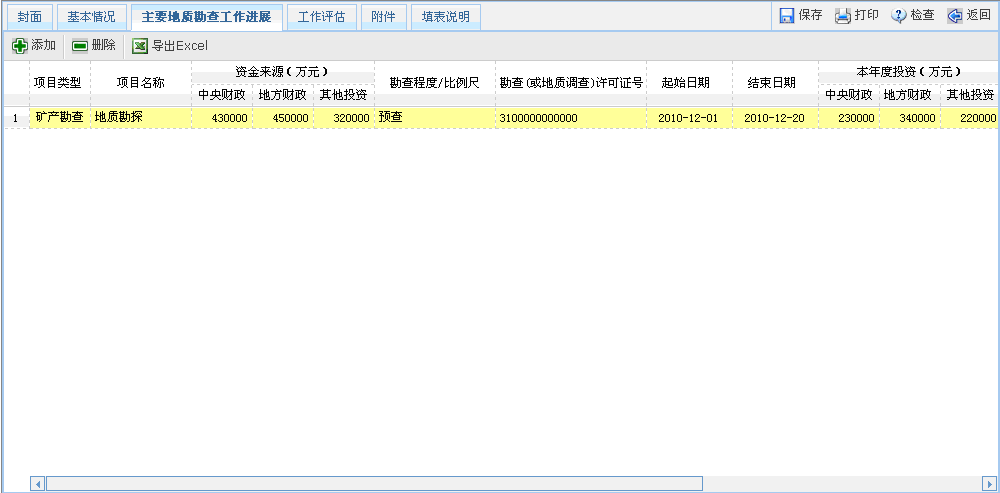 封面 基本情况 主要地质勘查工作进展 工作评估 附件 填表说明 保存 打印 检查 返回
添加 删除 导出Excel
项目类型 项目名称 资金来源(万元) 勘查程度/比例尺 勘查(或地质调查)许可证号 起始日期 结束日期 本年度投资(万元)
中央财政 地方财政 其他投资 中央财政 地方财政 其他投资
1 矿产勘查 地质勘探 430000 450000 320000 预查 3100000000000 2010-12-01 2010-12-20 230000 340000 220000